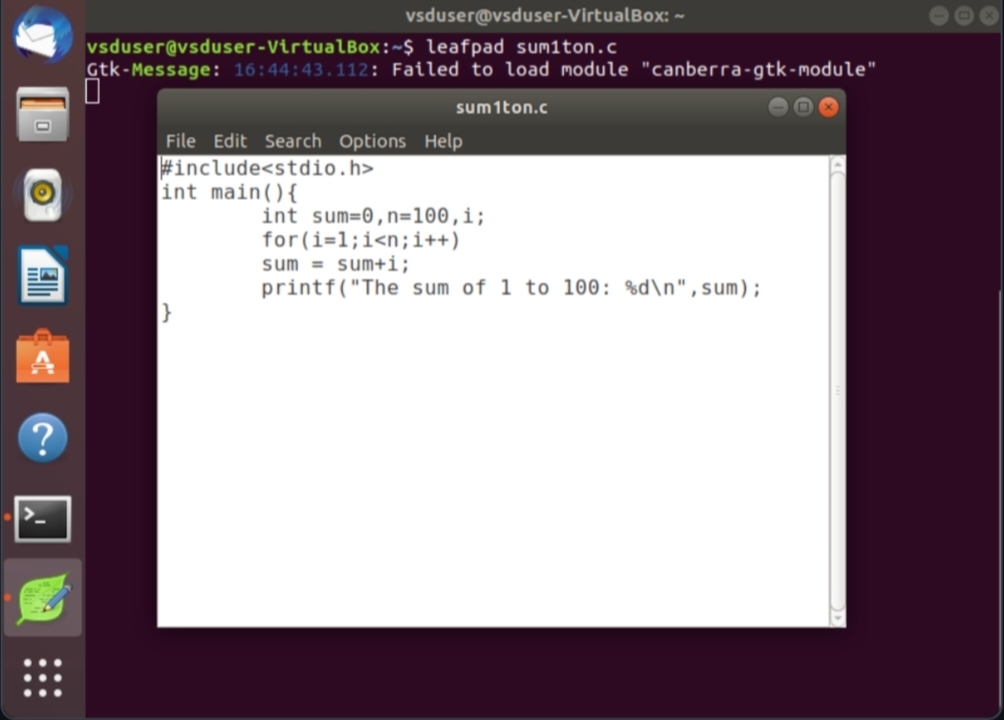 vsduser@vsduser-VirtualBox: ~
vsduser@vsduser-VirtualBox:~$ leafpad sum1ton.c
Gtk-Message: 16:44:43.112: Failed to load module "canberra-gtk-module"
sum1ton.c
File Edit Search Options Help
#include<stdio.h>
int main(){
        int sum=0,n=100,i;
        for(i=1;i<n;i++)
        sum = sum+i;
        printf("The sum of 1 to 100: %d\n",sum);
}